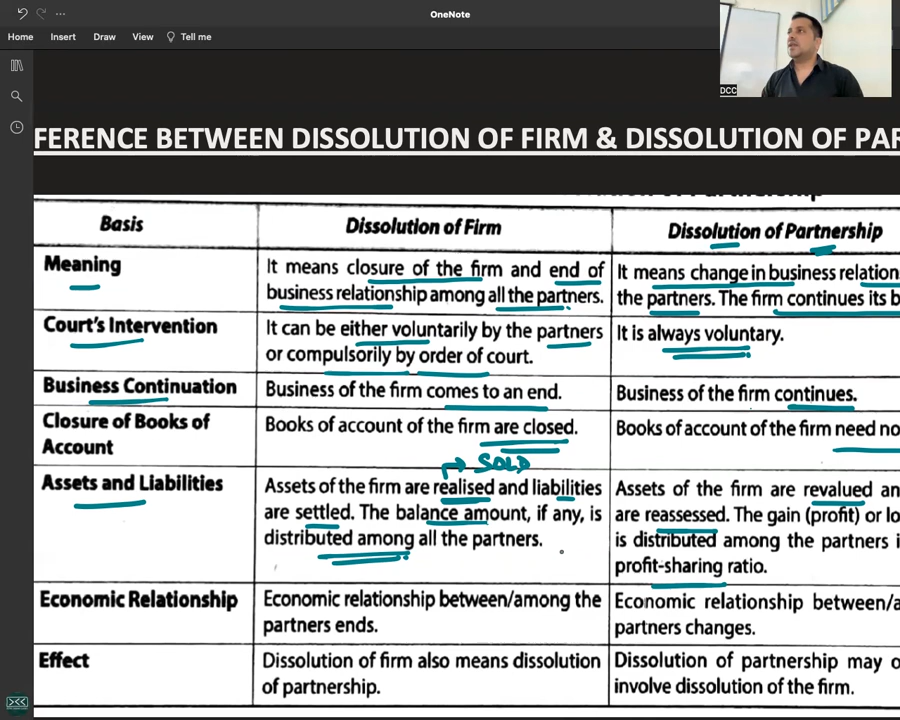 OneNote
Home Insert Draw View Tell me
DCC
FERENCE BETWEEN DISSOLUTION OF FIRM & DISSOLUTION OF PAR
Basis Dissolution of Firm Dissolution of Partnership
Meaning
It means closure of the firm and end of
business relationship among all the partners.
It means change in business relation
the partners. The firm continues its b
Court's Intervention
It can be either voluntarily by the partners
or compulsorily by order of court.
It is always voluntary.
Business Continuation
Business of the firm comes to an end.
Business of the firm continues.
Closure of Books of
Account
Books of account of the firm are closed.
Books of account of the firm need no
SOLD
Assets and Liabilities
Assets of the firm are realised and liabilities
are settled. The balance amount, if any, is
distributed among all the partners.
Assets of the firm are revalued an
are reassessed. The gain (profit) or lo
is distributed among the partners i
profit-sharing ratio.
Economic Relationship
Economic relationship between/among the
partners ends.
Economic relationship between/a
partners changes.
Effect
Dissolution of firm also means dissolution
of partnership.
Dissolution of partnership may o
involve dissolution of the firm.
DCC